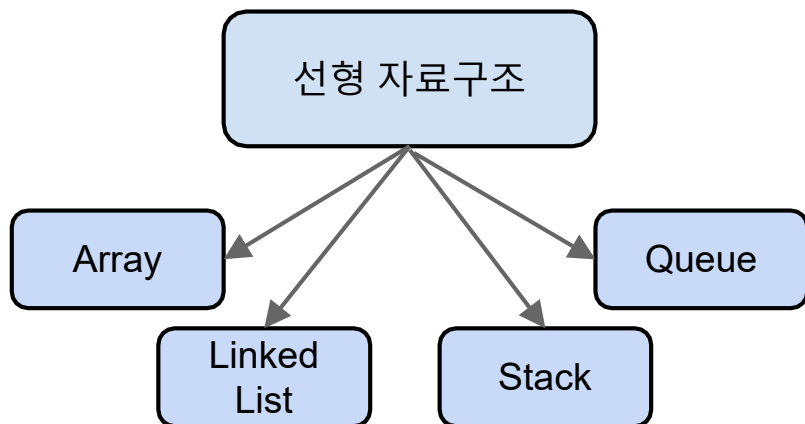 선형 자료구조
Array
Queue
Linked
List
Stack